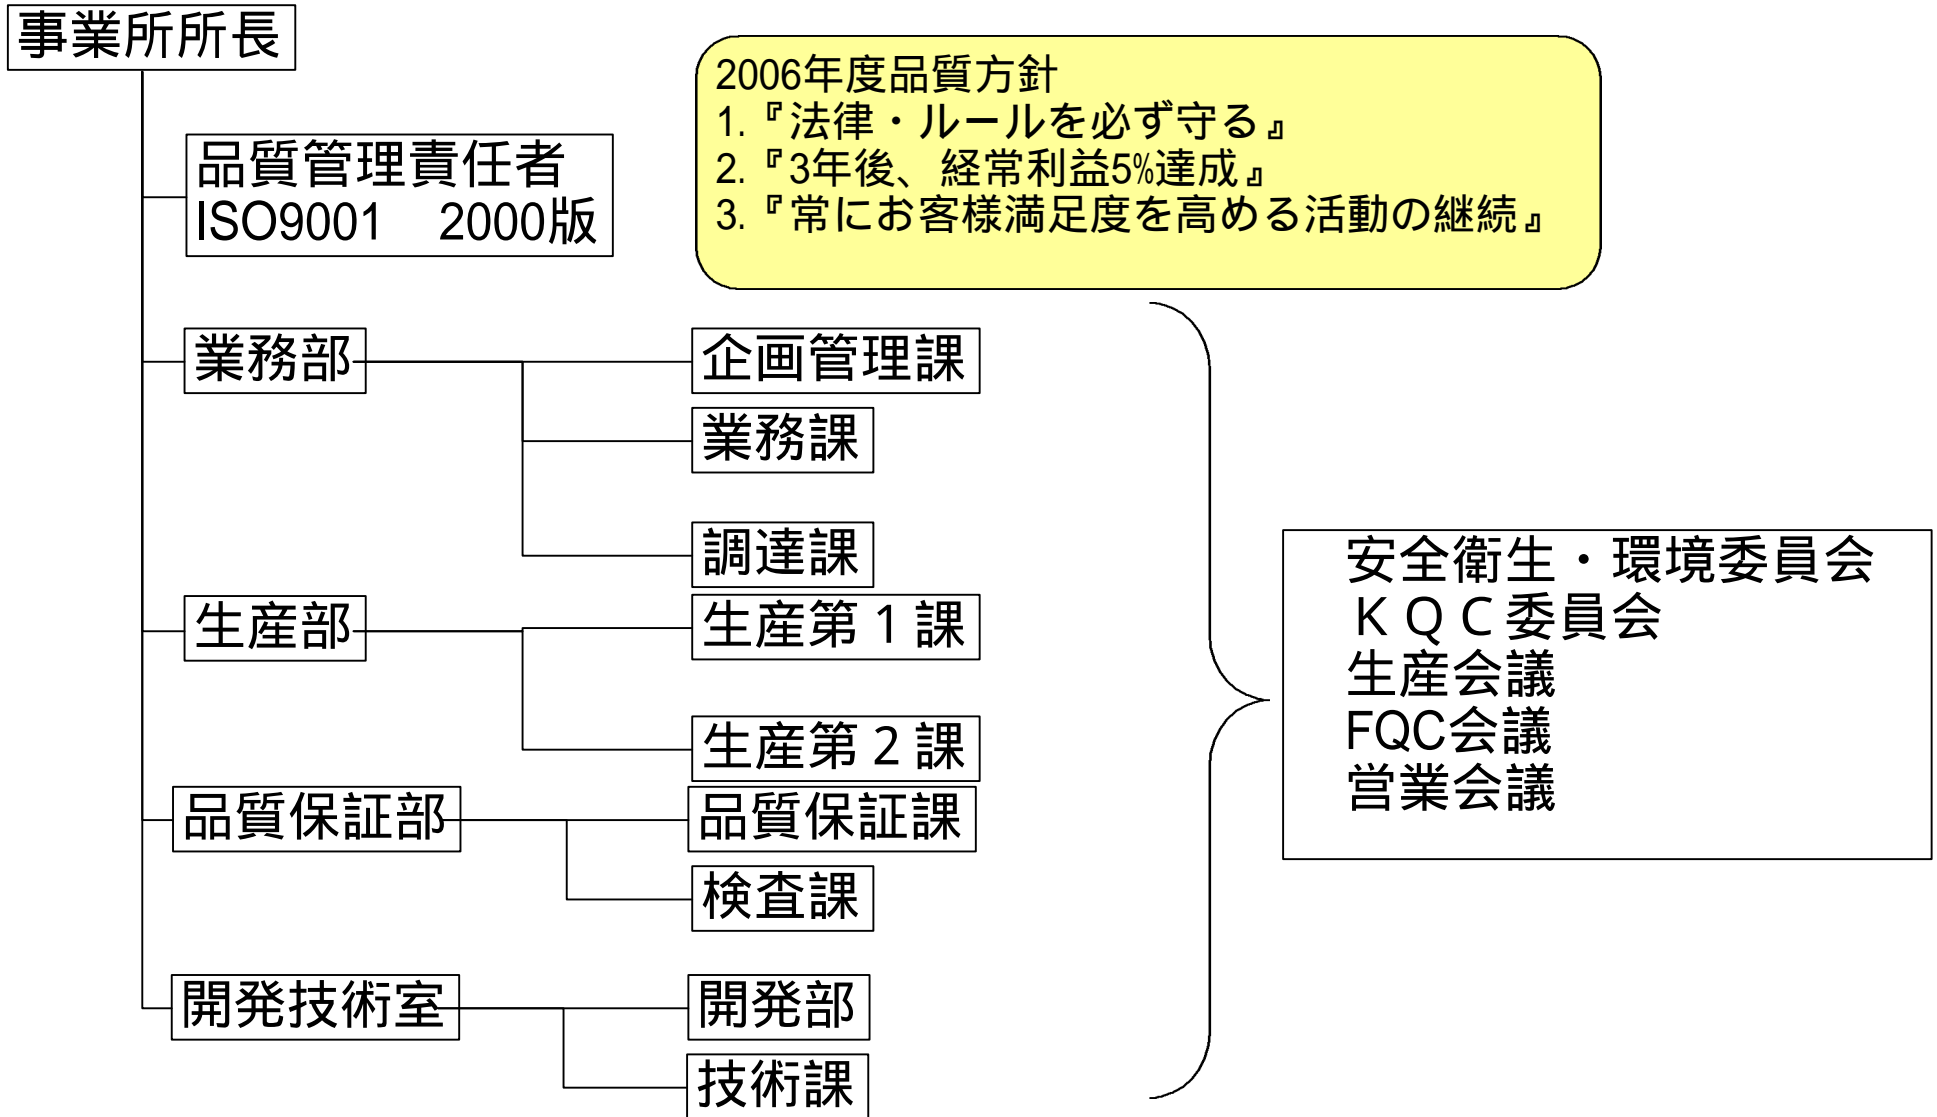 事業所所長
2006年度品質方針
1.『法律・ルールを必ず守る』
2.『3年後、経常利益5%達成』
3.『常にお客様満足度を高める活動の継続』
品質管理責任者
ISO9001　2000版
業務部
企画管理課
業務課
調達課
生産部
生産第１課
生産第２課
品質保証部
品質保証課
検査課
開発技術室
開発部
技術課
安全衛生・環境委員会
ＫＱＣ委員会
生産会議
FQC会議
営業会議